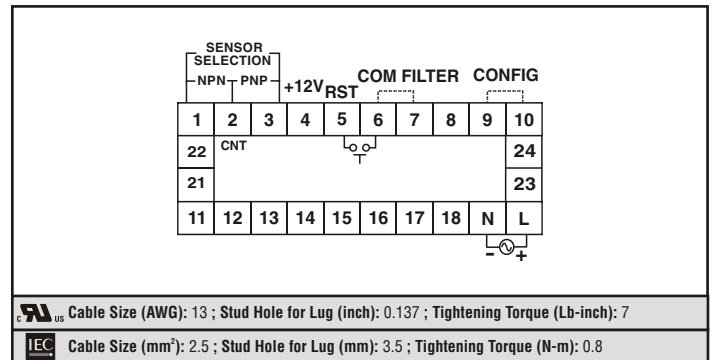 SENSOR
SELECTION
NPN PNP +12V RST COM FILTER CONFIG
1 2 3 4 5 6 7 8 9 10
22 CNT 24
21 23
11 12 13 14 15 16 17 18 N L
- +
c RU us Cable Size (AWG): 13 ; Stud Hole for Lug (inch): 0.137 ; Tightening Torque (Lb-inch): 7
IEC Cable Size (mm²): 2.5 ; Stud Hole for Lug (mm): 3.5 ; Tightening Torque (N-m): 0.8